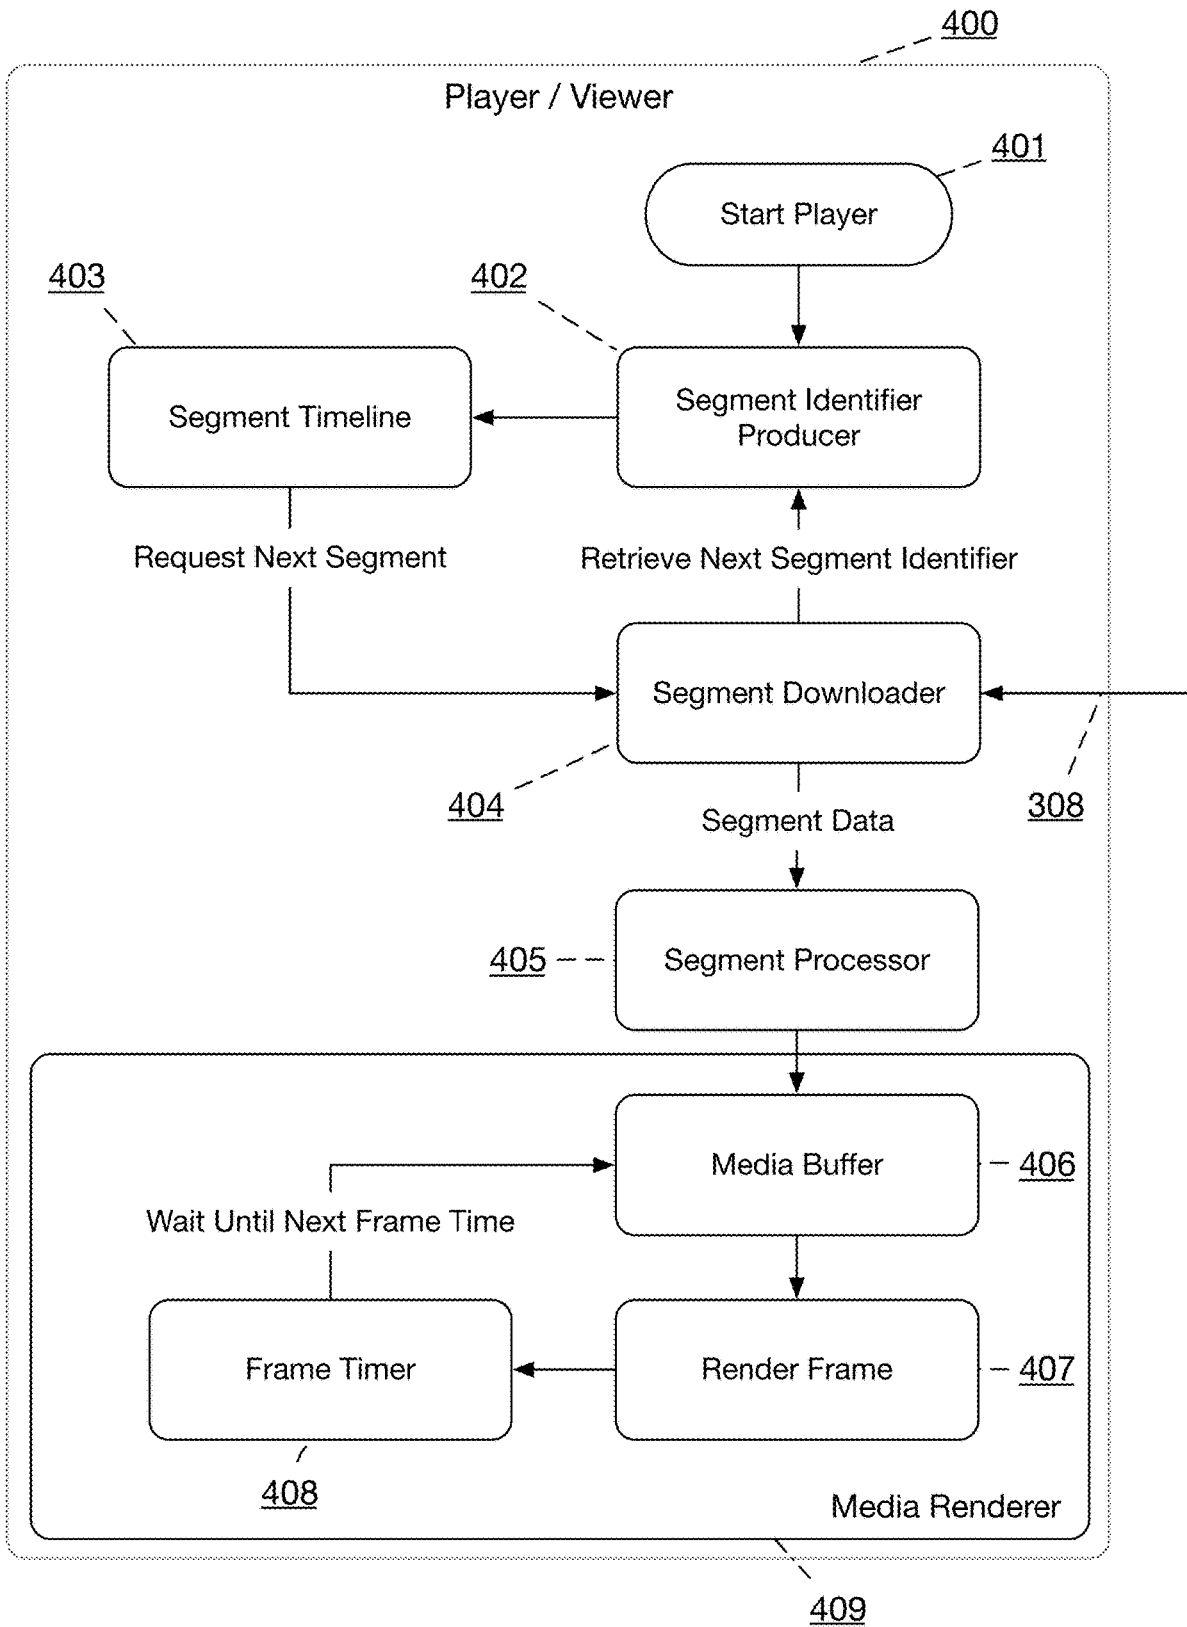 400
Player / Viewer
401
Start Player
403
402
Segment Timeline
Segment Identifier
Producer
Request Next Segment
Retrieve Next Segment Identifier
Segment Downloader
404
308
Segment Data
405
Segment Processor
Media Buffer
406
Wait Until Next Frame Time
Frame Timer
Render Frame
407
408
Media Renderer
409